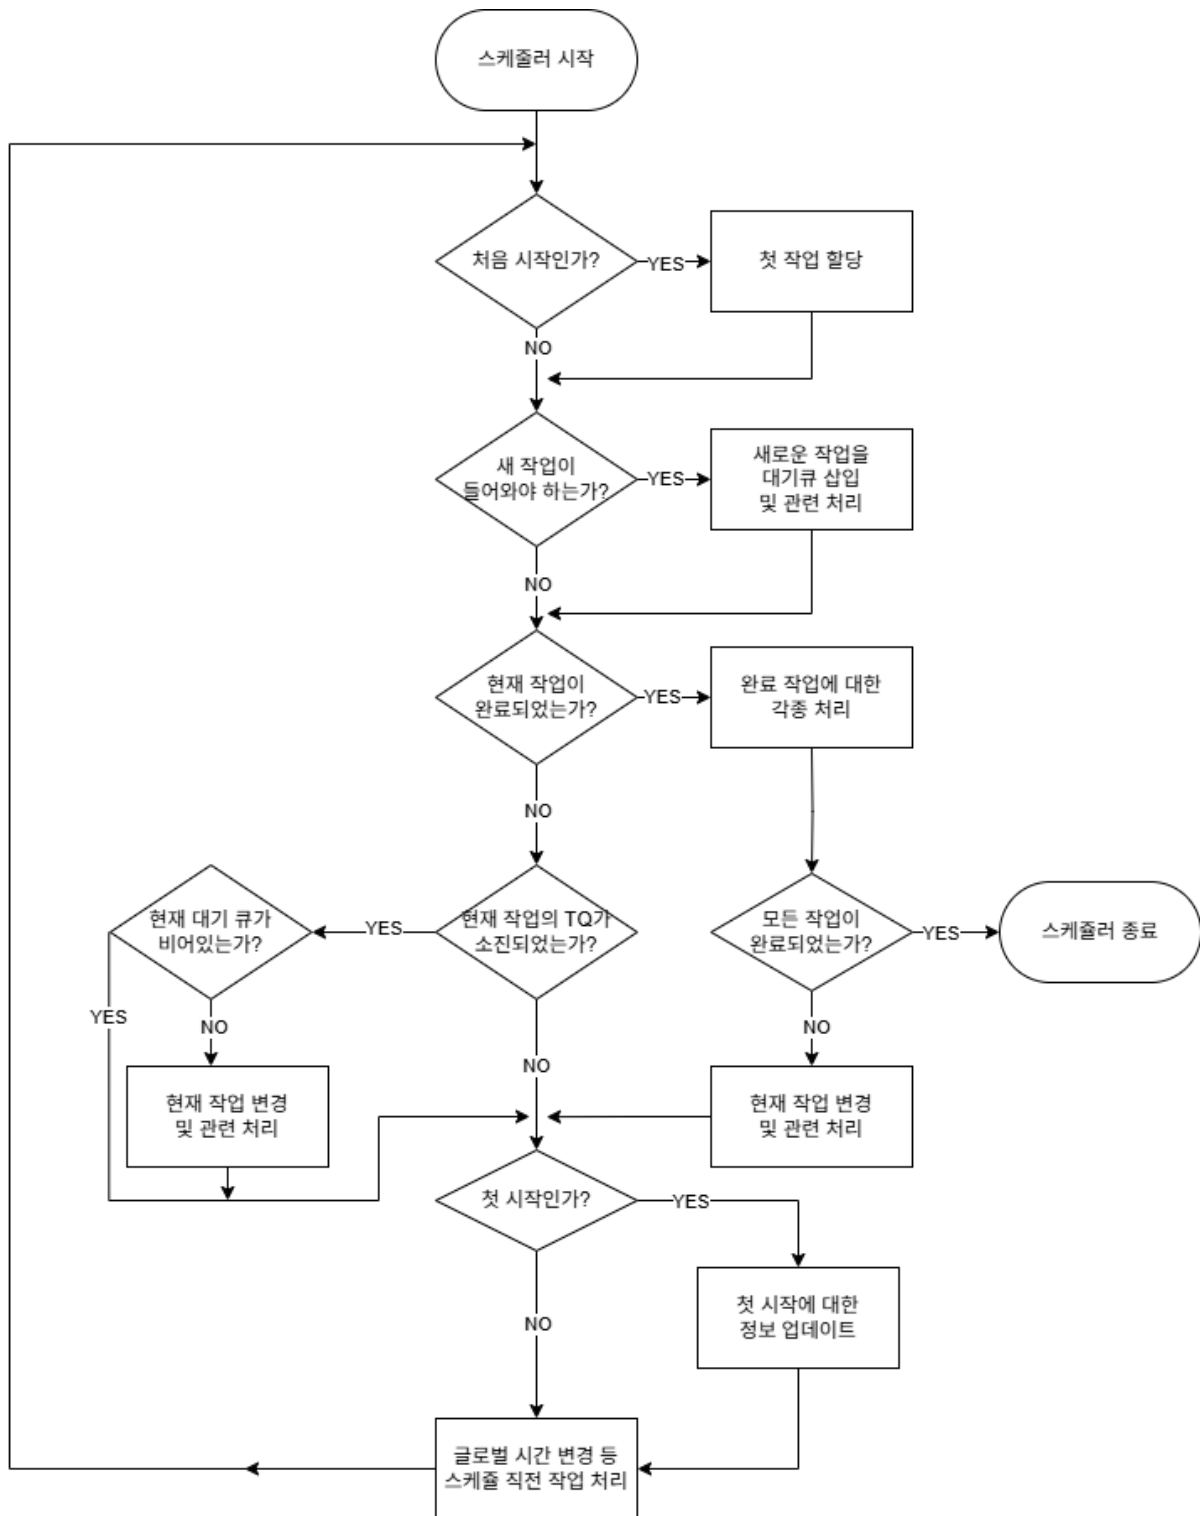 스케줄러 시작
처음 시작인가?
YES
첫 작업 할당
NO
새 작업이
들어와야 하는가?
YES
새로운 작업을
대기큐 삽입
및 관련 처리
NO
현재 작업이
완료되었는가?
YES
완료 작업에 대한
각종 처리
NO
현재 대기 큐가
비어있는가?
YES
현재 작업의 TQ가
소진되었는가?
모든 작업이
완료되었는가?
YES
스케쥴러 종료
YES
NO
NO
NO
현재 작업 변경
및 관련 처리
현재 작업 변경
및 관련 처리
첫 시작인가?
YES
NO
첫 시작에 대한
정보 업데이트
글로벌 시간 변경 등
스케쥴 직전 작업 처리